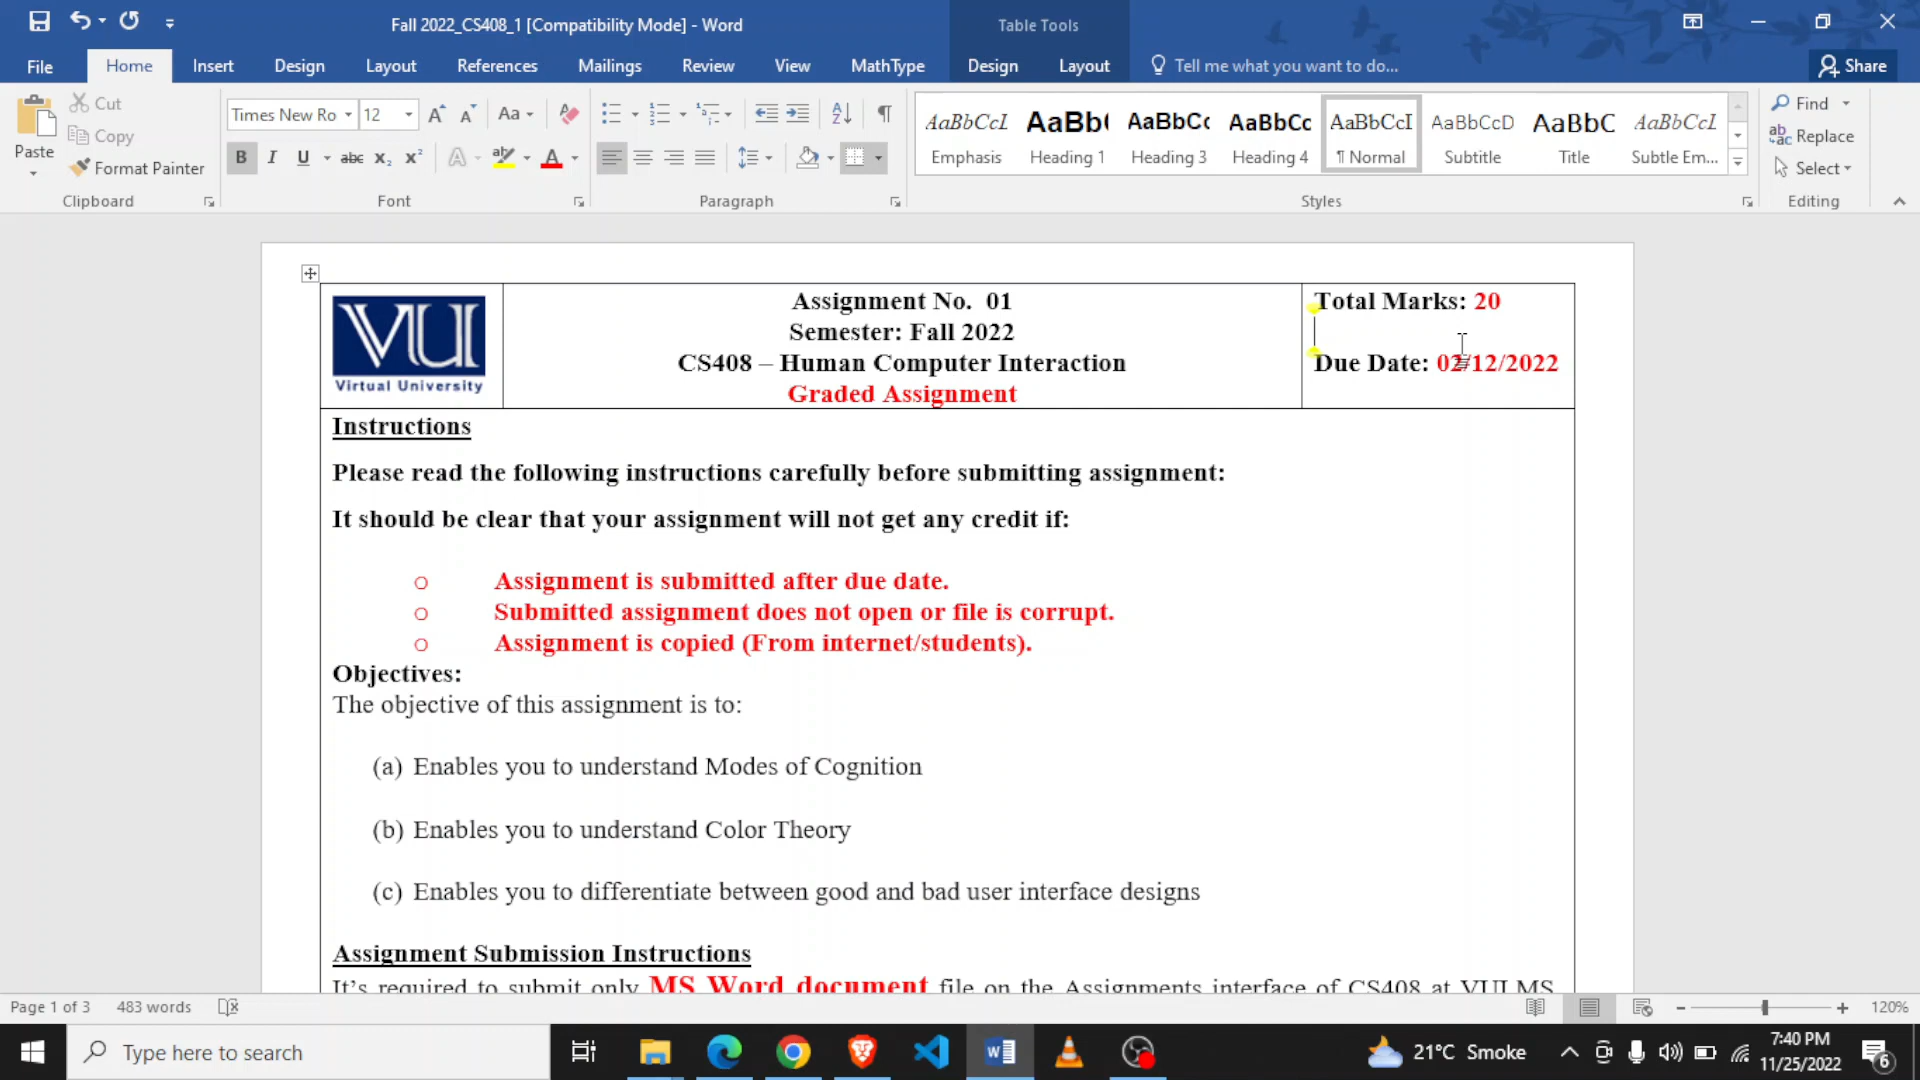 Fall 2022_CS408_1 [Compatibility Mode] - Word
Table Tools
File
Home
Insert
Design
Layout
References
Mailings
Review
View
MathType
Design
Layout
Tell me what you want to do...
Share
Paste
Cut
Copy
Format Painter
Clipboard
Times New Ro
12
Font
Paragraph
AaBbCcL Emphasis
AaBb( Heading 1
AaBbCc Heading 3
AaBbCc Heading 4
AaBbCcI ¶ Normal
AaBbCcD Subtitle
AaBbC Title
AaBbCcL Subtle Em...
Styles
Find
Replace
Select
Editing
VU
Virtual University
Assignment No.  01
Semester: Fall 2022
CS408 – Human Computer Interaction
Graded Assignment
Total Marks: 20
Due Date: 02/12/2022
Instructions
Please read the following instructions carefully before submitting assignment:
It should be clear that your assignment will not get any credit if:
o Assignment is submitted after due date.
o Submitted assignment does not open or file is corrupt.
o Assignment is copied (From internet/students).
Objectives:
The objective of this assignment is to:
(a) Enables you to understand Modes of Cognition
(b) Enables you to understand Color Theory
(c) Enables you to differentiate between good and bad user interface designs
Assignment Submission Instructions
It's required to submit only MS Word document file on the Assignments interface of CS408 at VULMS
Page 1 of 3
483 words
120%
Type here to search
21°C Smoke
7:40 PM
11/25/2022
6